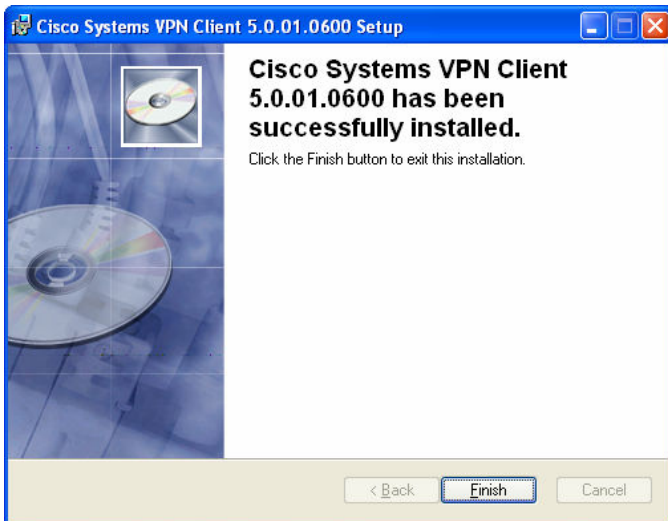 Cisco Systems VPN Client 5.0.01.0600 Setup
Cisco Systems VPN Client
5.0.01.0600 has been
successfully installed.
Click the Finish button to exit this installation.
< Back
Finish
Cancel